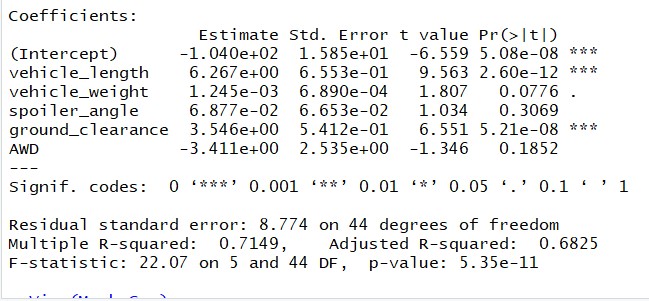 Coefficients:
                   Estimate Std. Error t value Pr(>|t|)
(Intercept)      -1.040e+02  1.585e+01  -6.559 5.08e-08 ***
vehicle_length    6.267e+00  6.553e-01   9.563 2.60e-12 ***
vehicle_weight    1.245e-03  6.890e-04   1.807   0.0776 .
spoiler_angle     6.877e-02  6.653e-02   1.034   0.3069
ground_clearance  3.546e+00  5.412e-01   6.551 5.21e-08 ***
AWD              -3.411e+00  2.535e+00  -1.346   0.1852
---
Signif. codes:  0 ‘***’ 0.001 ‘**’ 0.01 ‘*’ 0.05 ‘.’ 0.1 ‘ ’ 1
Residual standard error: 8.774 on 44 degrees of freedom
Multiple R-squared:  0.7149,    Adjusted R-squared:  0.6825
F-statistic: 22.07 on 5 and 44 DF,  p-value: 5.35e-11